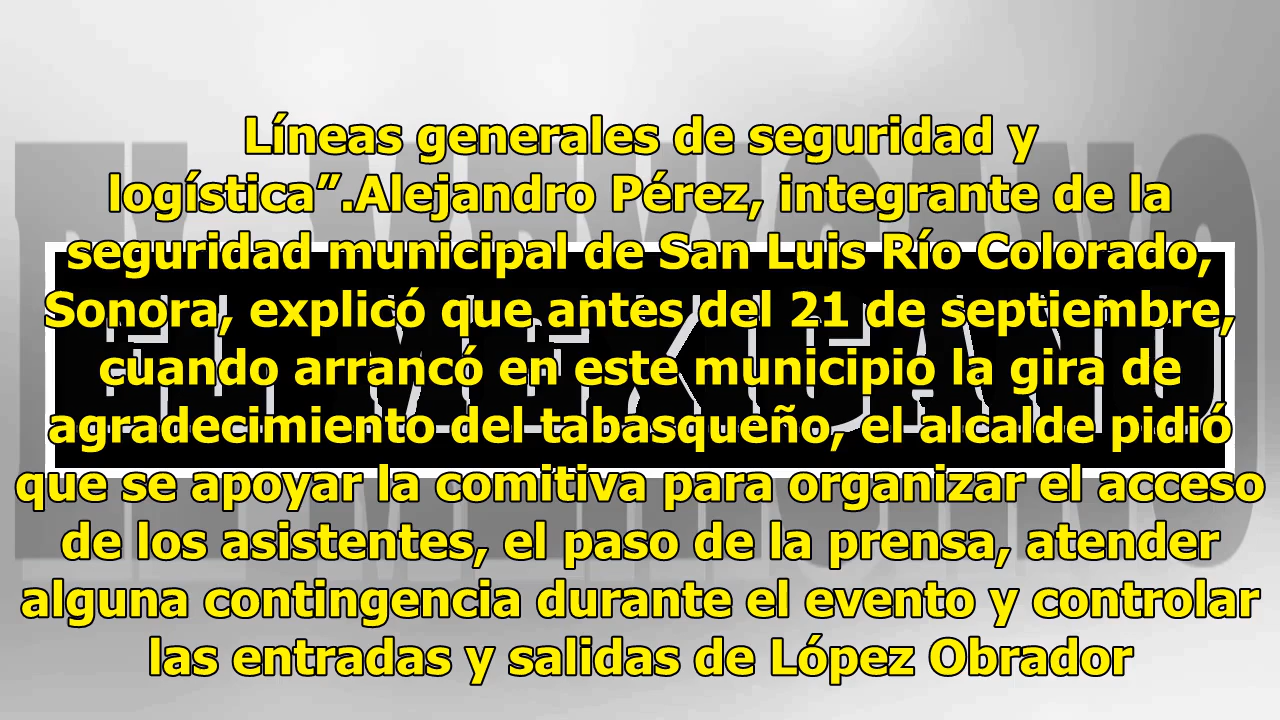 Líneas generales de seguridad y
logística”.Alejandro Pérez, integrante de la
seguridad municipal de San Luis Río Colorado,
Sonora, explicó que antes del 21 de septiembre,
cuando arrancó en este municipio la gira de
agradecimiento del tabasqueño, el alcalde pidió
que se apoyar la comitiva para organizar el acceso
de los asistentes, el paso de la prensa, atender
alguna contingencia durante el evento y controlar
las entradas y salidas de López Obrador
EL MEXICANO